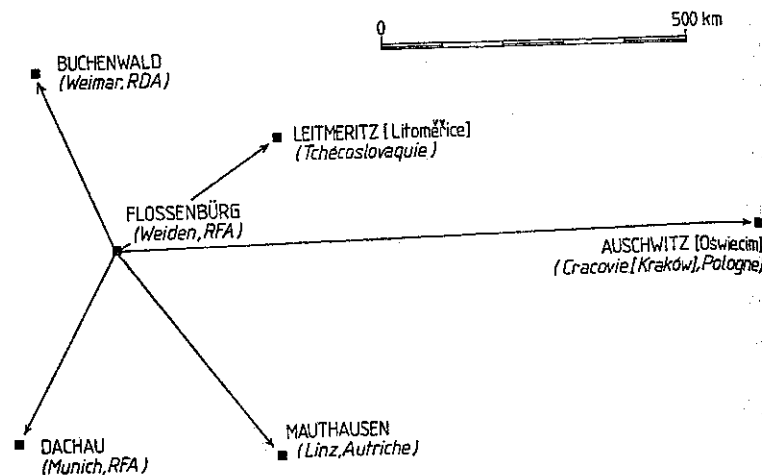 0 500 km
BUCHENWALD
(Weimar, RDA)
LEITMERITZ [Litoměřice]
(Tchécoslovaquie)
FLOSSENBÜRG
(Weiden, RFA)
AUSCHWITZ [Oświecim]
(Cracovie [Kraków], Pologne)
DACHAU
(Munich, RFA)
MAUTHAUSEN
(Linz, Autriche)